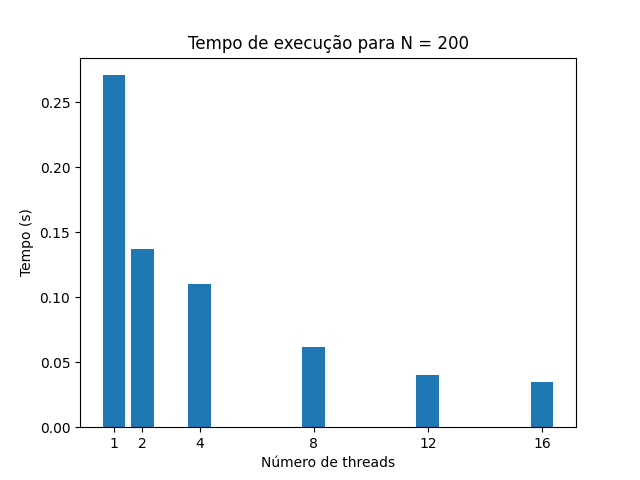 Tempo de execução para N = 200
Tempo (s)
0.25
0.20
0.15
0.10
0.05
0.00
1 2 4 8 12 16
Número de threads